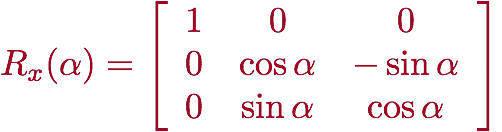 R_x(α) = [ 1 0 0
0 cos α − sin α
0 sin α cos α ]